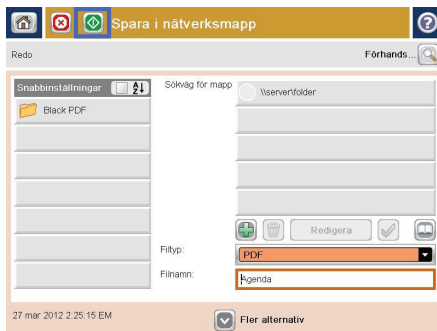 Spara i nätverksmapp
Redo
Förhands...
Snabbinställningar
Sökväg för mapp
\\server\folder
Black PDF
Redigera
Filtyp:
PDF
Filnamn:
Agenda
27 mar 2012 2:25:15 EM
Fler alternativ